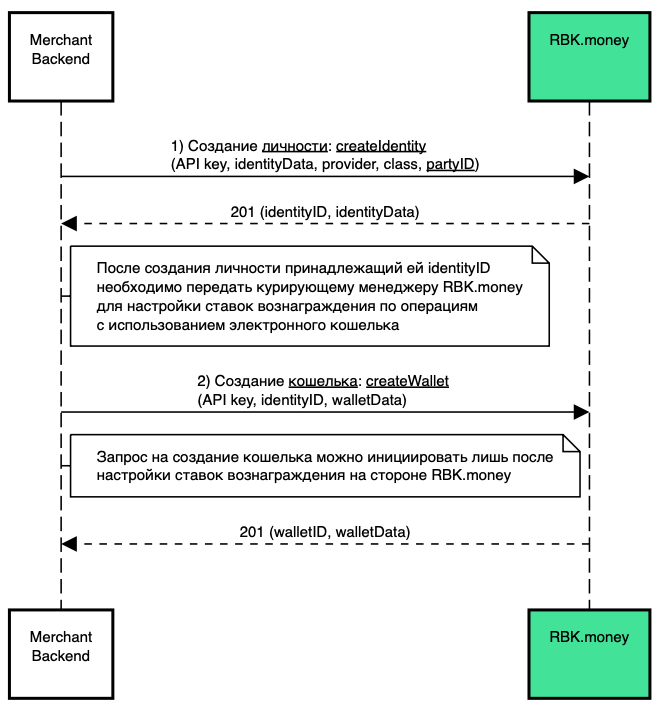 Merchant
Backend
RBK.money
1) Создание личности: createIdentity
(API key, identityData, provider, class, partyID)
201 (identityID, identityData)
После создания личности принадлежащий ей identityID
необходимо передать курирующему менеджеру RBK.money
для настройки ставок вознаграждения по операциям
с использованием электронного кошелька
2) Создание кошелька: createWallet
(API key, identityID, walletData)
Запрос на создание кошелька можно инициировать лишь после
настройки ставок вознаграждения на стороне RBK.money
201 (walletID, walletData)
Merchant
Backend
RBK.money